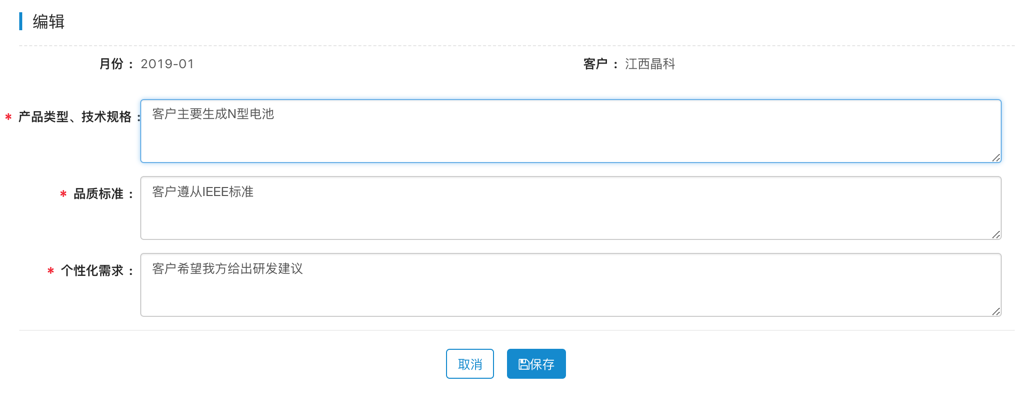 编辑
月份： 2019-01 客户： 江西晶科
* 产品类型、技术规格： 客户主要生成N型电池
* 品质标准： 客户遵从IEEE标准
* 个性化需求： 客户希望我方给出研发建议
取消 保存